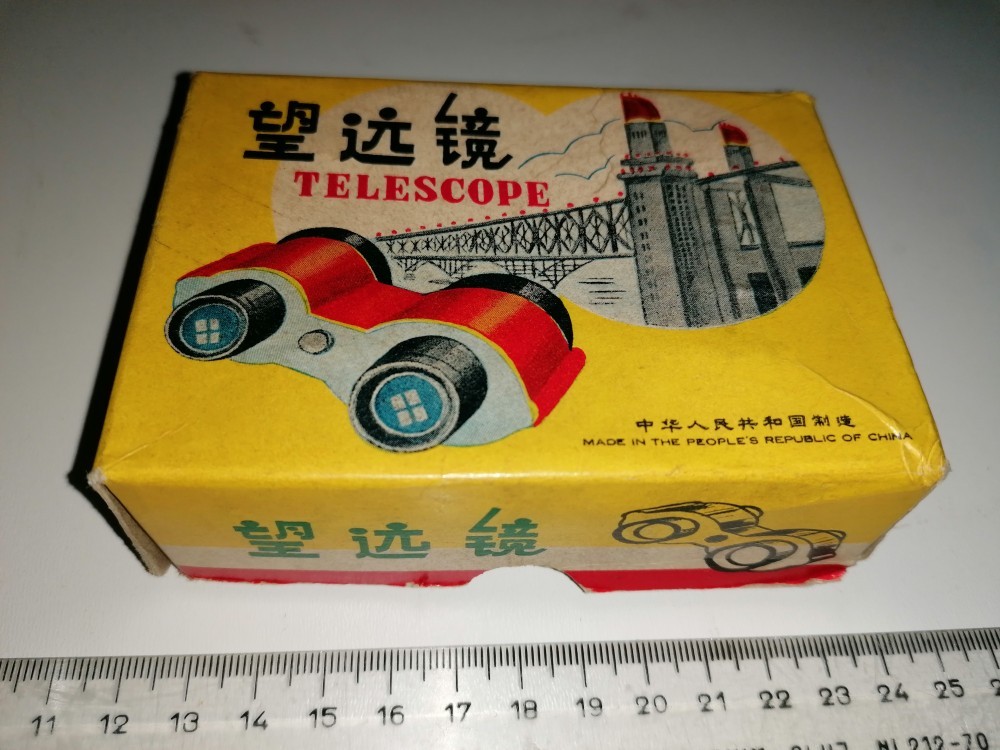 望远镜
TELESCOPE
中华人民共和国制造
MADE IN THE PEOPLE'S REPUBLIC OF CHINA
望远镜
11 12 13 14 15 16 17 18 19 20 21 22 23 24 25